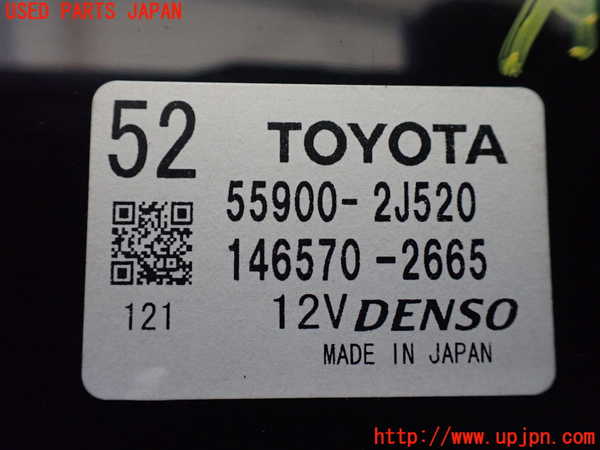 USED PARTS JAPAN
52 TOYOTA
55900-2J520
146570-2665
121 12V DENSO
MADE IN JAPAN
http://www.upjpn.com/